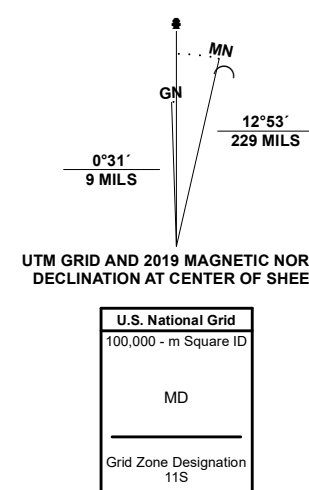 MN
GN
12°53´
229 MILS
0°31´
9 MILS
UTM GRID AND 2019 MAGNETIC NOR
DECLINATION AT CENTER OF SHEE
U.S. National Grid
100,000 - m Square ID
MD
Grid Zone Designation
11S